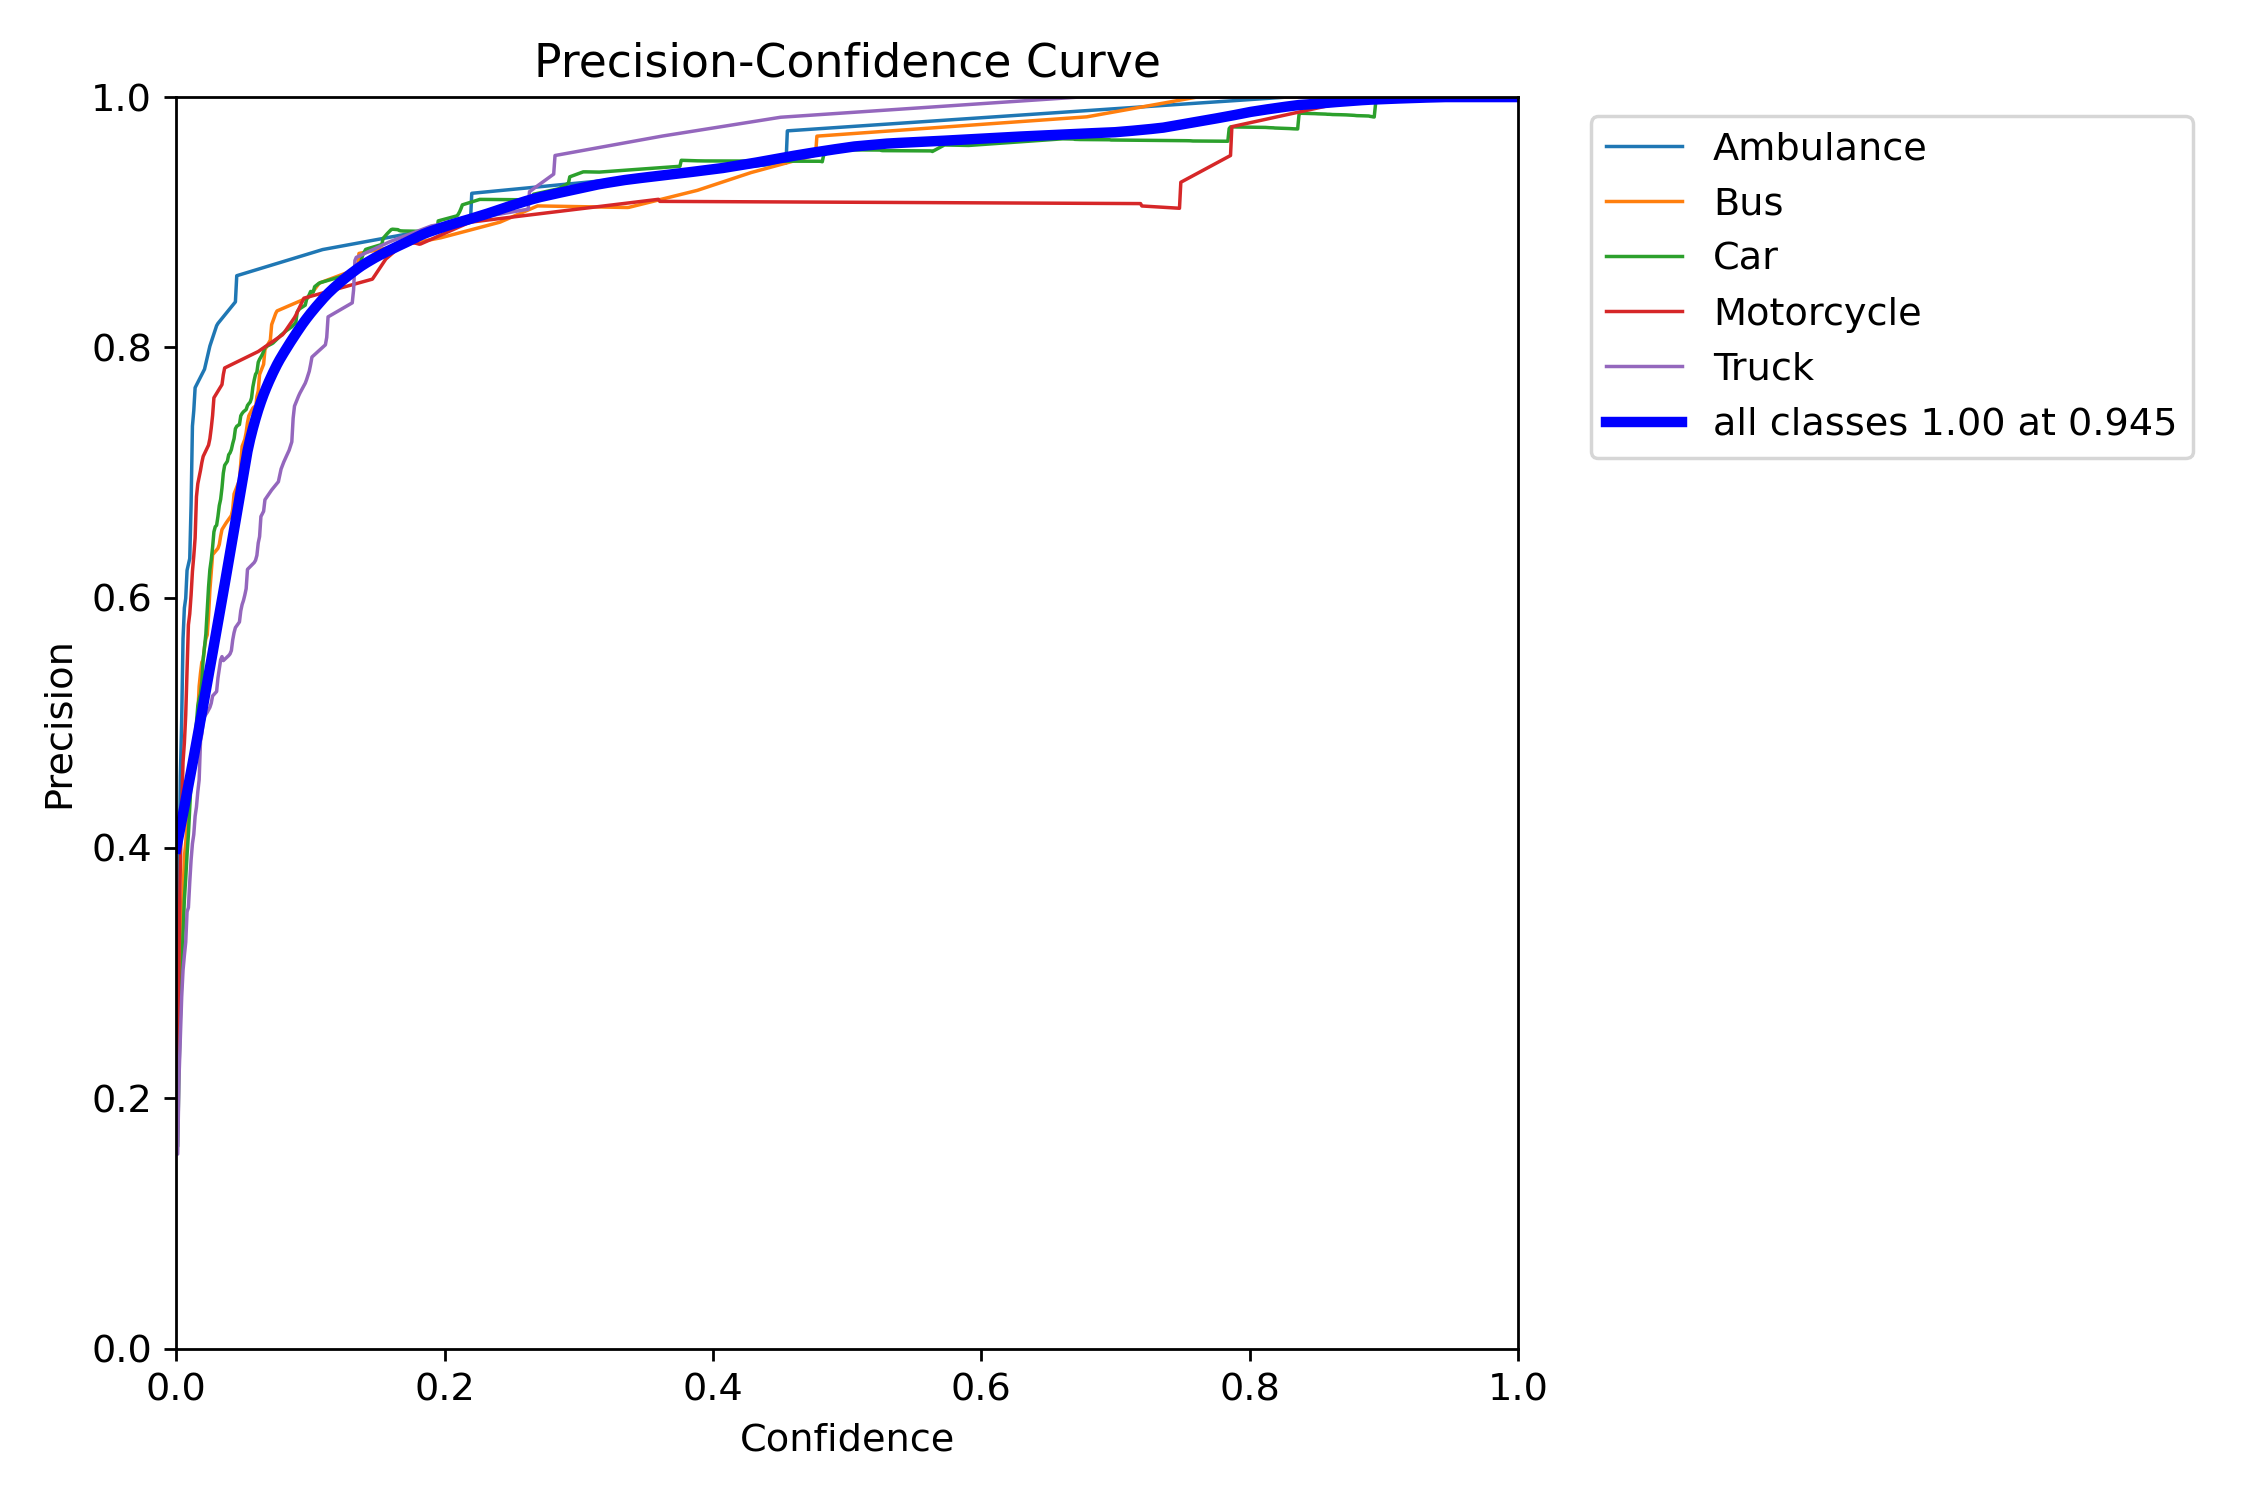 Precision-Confidence Curve
1.0
0.8
0.6
0.4
0.2
0.0
Precision
0.0 0.2 0.4 0.6 0.8 1.0
Confidence
Ambulance
Bus
Car
Motorcycle
Truck
all classes 1.00 at 0.945